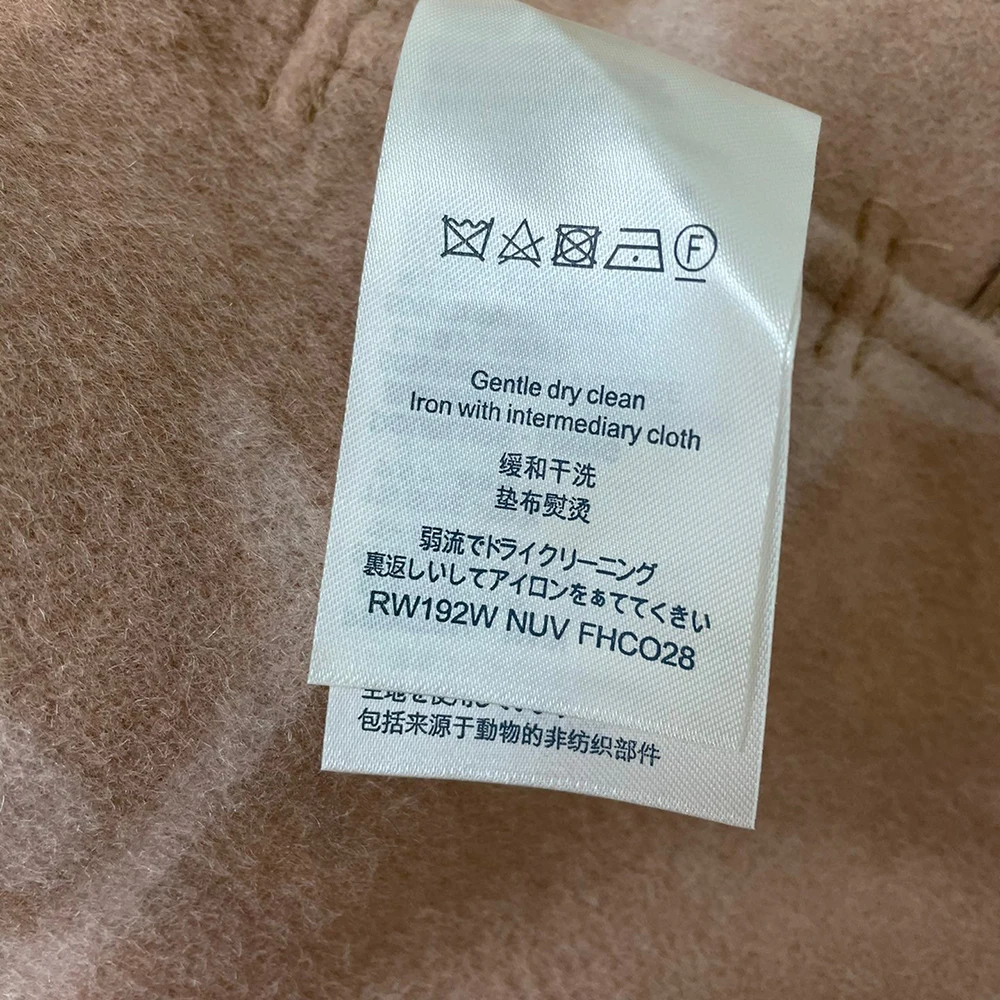 F
Gentle dry clean
Iron with intermediary cloth
缓和干洗
垫布熨烫
弱流でドライクリーニング
裏返しいしてアイロンをぁててくきい
RW192W NUV FHCO28
包括来源于動物的非纺织部件